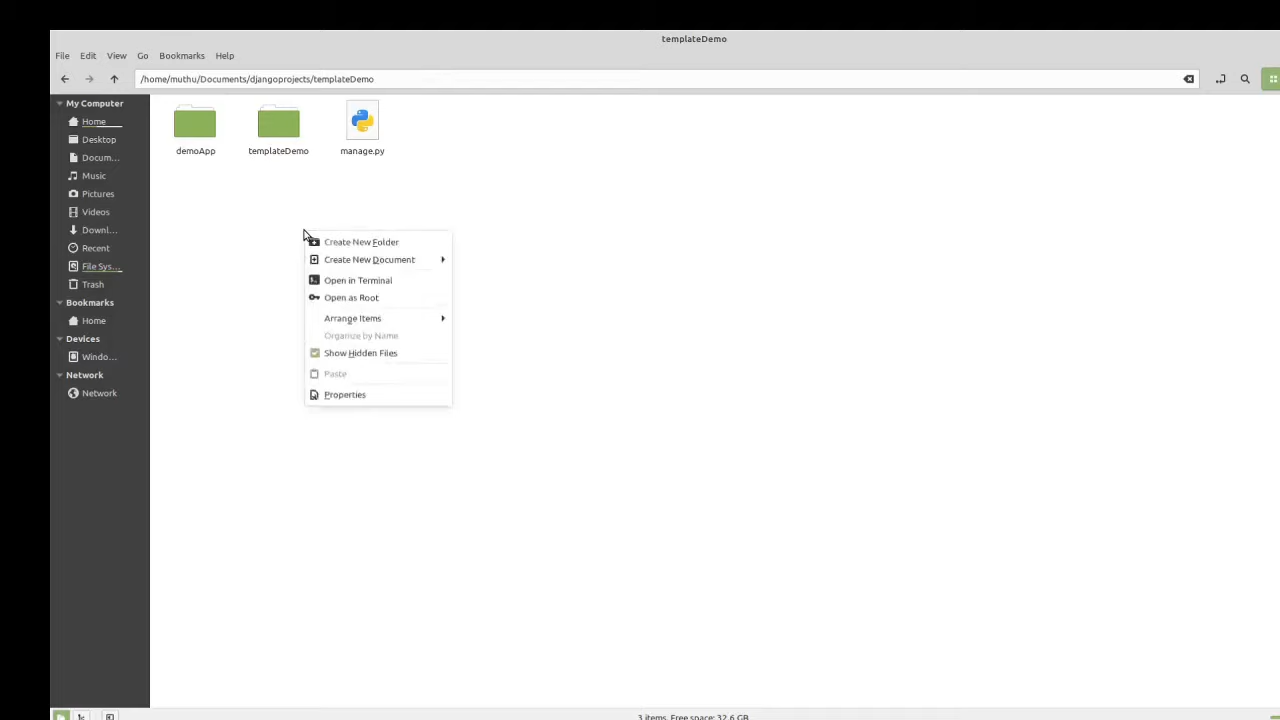 templateDemo
File Edit View Go Bookmarks Help
/home/muthu/Documents/djangoprojects/templateDemo
My Computer
Home
Desktop
Docum...
Music
Pictures
Videos
Downl...
Recent
File Sys...
Trash
Bookmarks
Home
Devices
Windo...
Network
Network
demoApp templateDemo manage.py
Create New Folder
Create New Document
Open in Terminal
Open as Root
Arrange Items
Organize by Name
Show Hidden Files
Paste
Properties
3 items, Free space: 32.6 GB